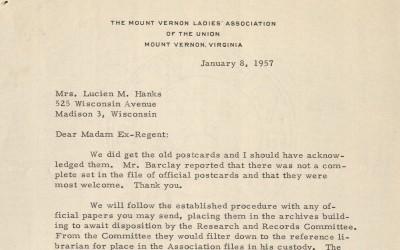 THE MOUNT VERNON LADIES' ASSOCIATION
OF THE UNION
MOUNT VERNON, VIRGINIA
January 8, 1957
Mrs. Lucien M. Hanks
525 Wisconsin Avenue
Madison 3, Wisconsin
Dear Madam Ex-Regent:
We did get the old postcards and I should have acknow-
ledged them. Mr. Barclay reported that there was not a com-
plete set in the file of official postcards and that they were
most welcome. Thank you.
We will follow the established procedure with any of-
ficial papers you may send, placing them in the archives build-
ing to await disposition by the Research and Records Committee.
From the Committee they would filter down to the reference li-
brarian for place in the Association files in his custody. The